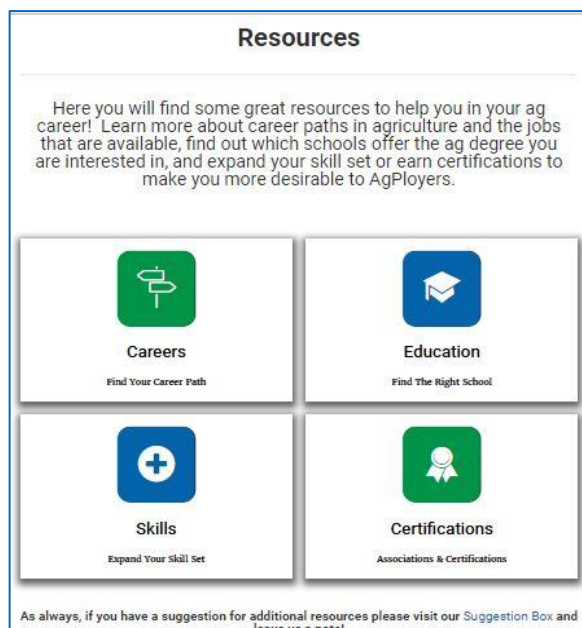 Resources
Here you will find some great resources to help you in your ag
career! Learn more about career paths in agriculture and the jobs
that are available, find out which schools offer the ag degree you
are interested in, and expand your skill set or earn certifications to
make you more desirable to AgPloyers.
Careers
Find Your Career Path
Education
Find The Right School
Skills
Expand Your Skill Set
Certifications
Associations & Certifications
As always, if you have a suggestion for additional resources please visit our Suggestion Box and
leave us a note!